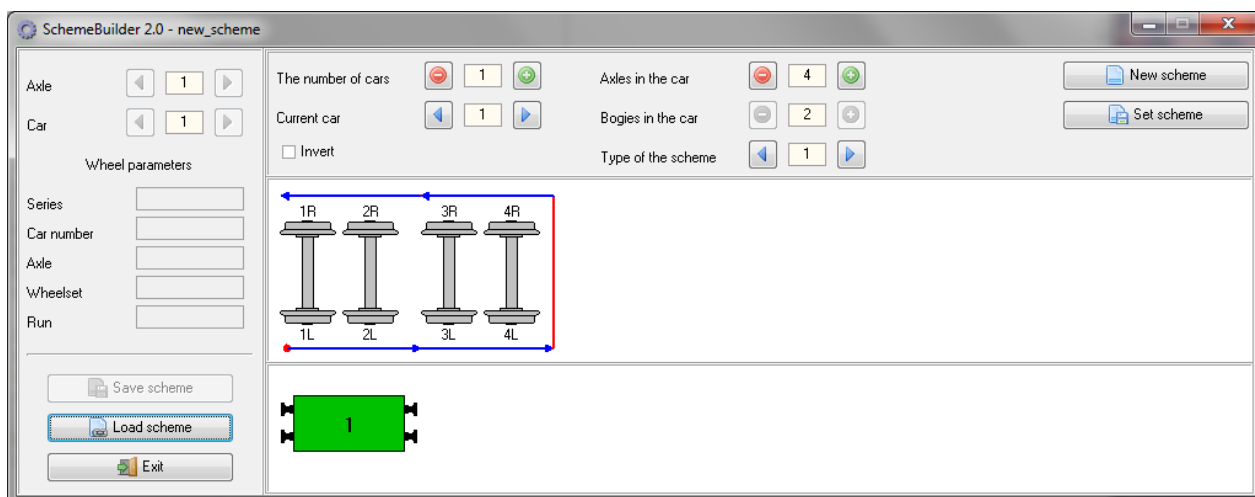 SchemeBuilder 2.0 - new_scheme
Axle 1
Car 1
Wheel parameters
Series
Car number
Axle
Wheelset
Run
Save scheme
Load scheme
Exit
The number of cars 1
Current car 1
Invert
Axles in the car 4
Bogies in the car 2
Type of the scheme 1
New scheme
Set scheme
1R 2R 3R 4R
1L 2L 3L 4L
1